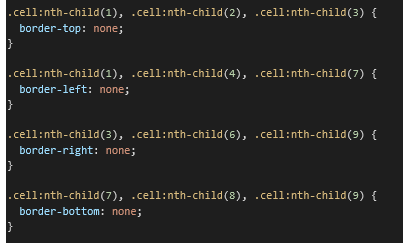 .cell:nth-child(1), .cell:nth-child(2), .cell:nth-child(3) {
  border-top: none;
}

.cell:nth-child(1), .cell:nth-child(4), .cell:nth-child(7) {
  border-left: none;
}

.cell:nth-child(3), .cell:nth-child(6), .cell:nth-child(9) {
  border-right: none;
}

.cell:nth-child(7), .cell:nth-child(8), .cell:nth-child(9) {
  border-bottom: none;
}